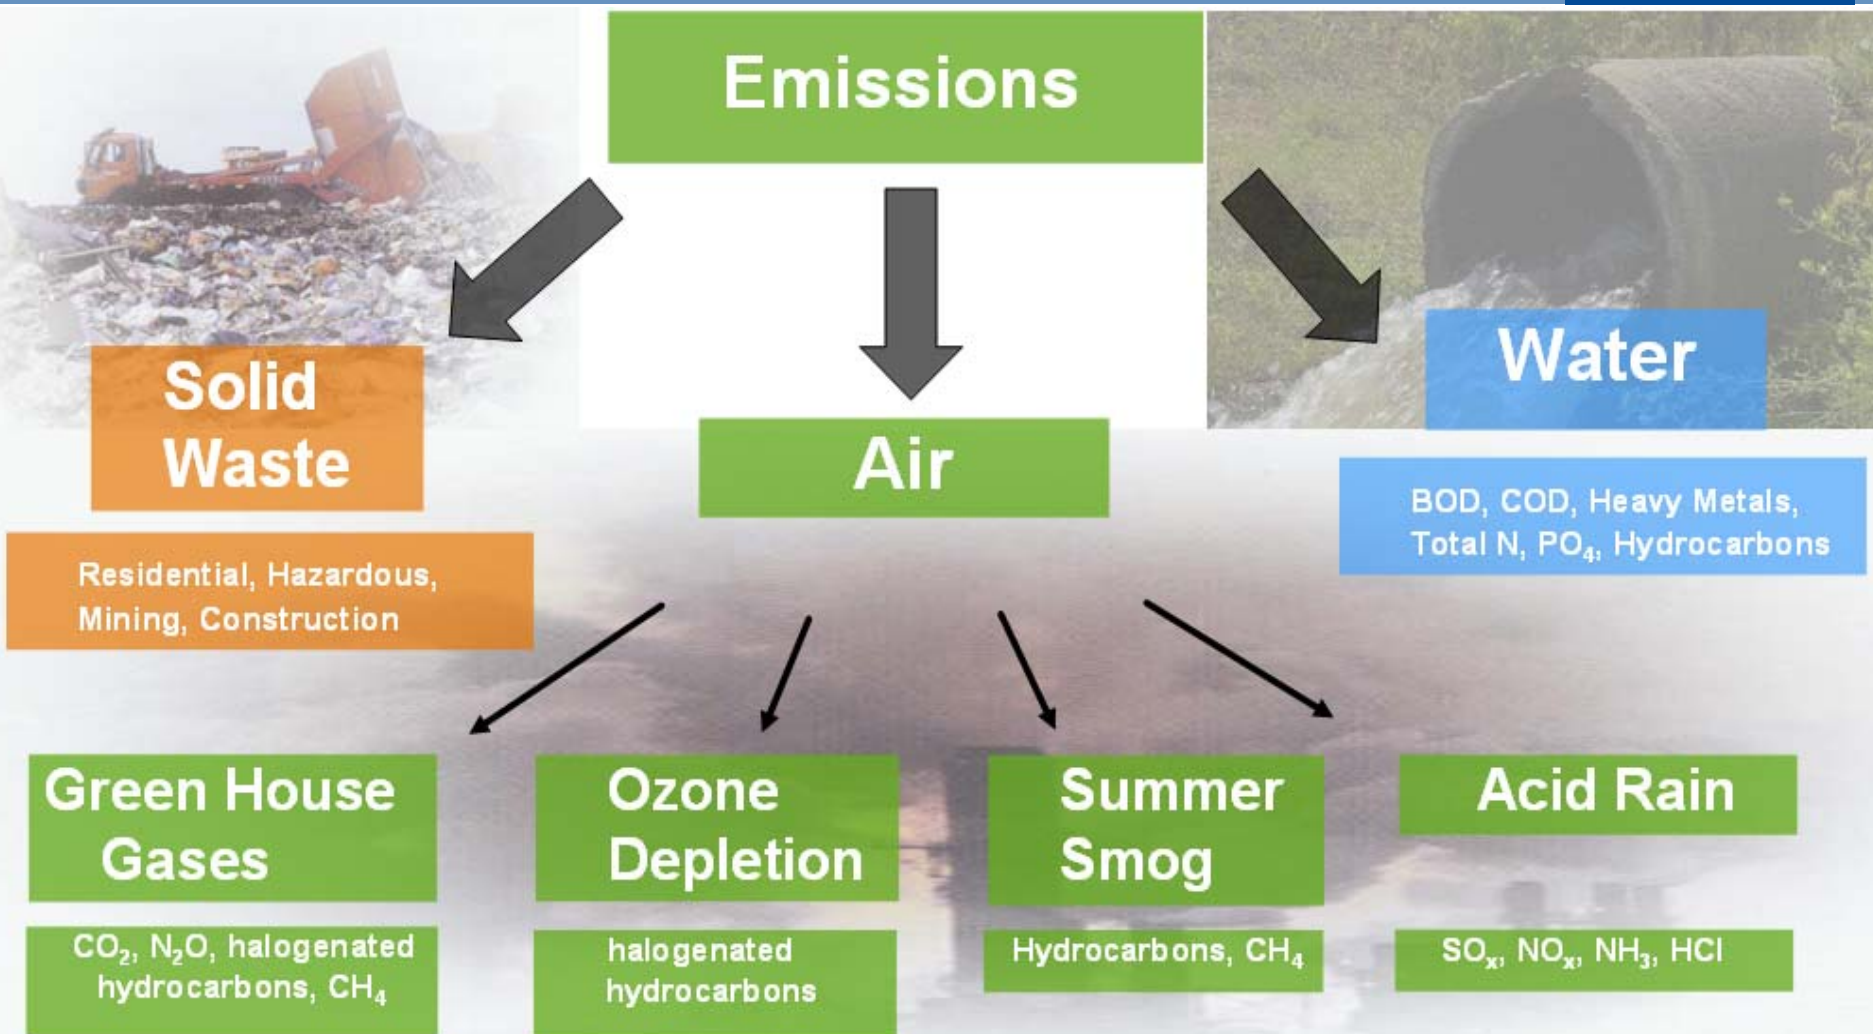 Emissions
Solid
Waste
Residential, Hazardous,
Mining, Construction
Air
Water
BOD, COD, Heavy Metals,
Total N, PO₄, Hydrocarbons
Green House
Gases
CO₂, N₂O, halogenated
hydrocarbons, CH₄
Ozone
Depletion
halogenated
hydrocarbons
Summer
Smog
Hydrocarbons, CH₄
Acid Rain
SOₓ, NOₓ, NH₃, HCl